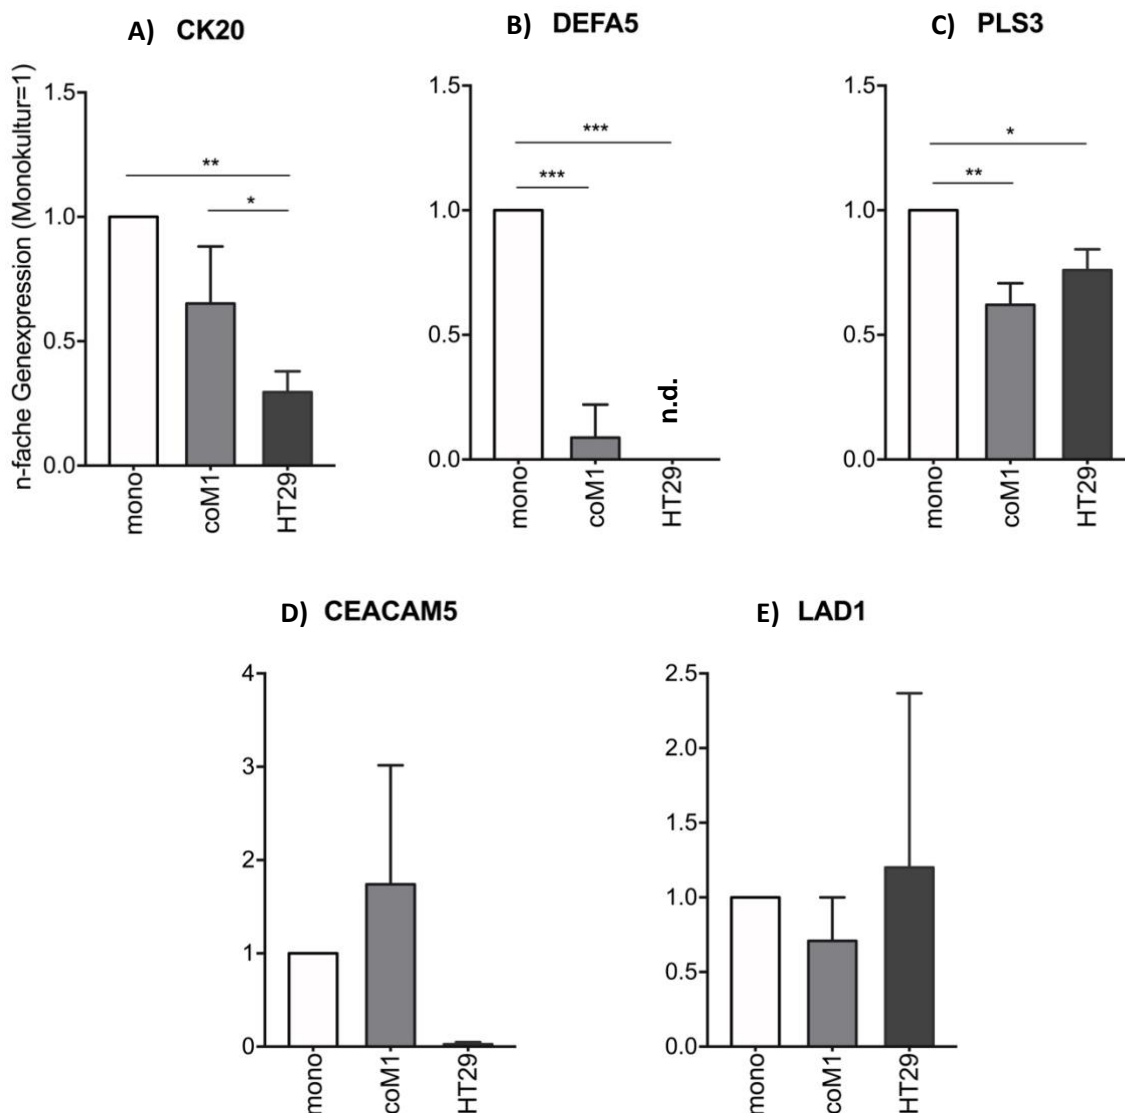 A) CK20
B) DEFA5
C) PLS3
n-fache Genexpression (Monokultur=1)
1.5
1.0
0.5
0.0
**
*
mono
coM1
HT29
1.5
1.0
0.5
0.0
***
***
n.d.
mono
coM1
HT29
1.5
1.0
0.5
0.0
*
**
mono
coM1
HT29
D) CEACAM5
E) LAD1
4
3
2
1
0
mono
coM1
HT29
2.5
2.0
1.5
1.0
0.5
0.0
mono
coM1
HT29